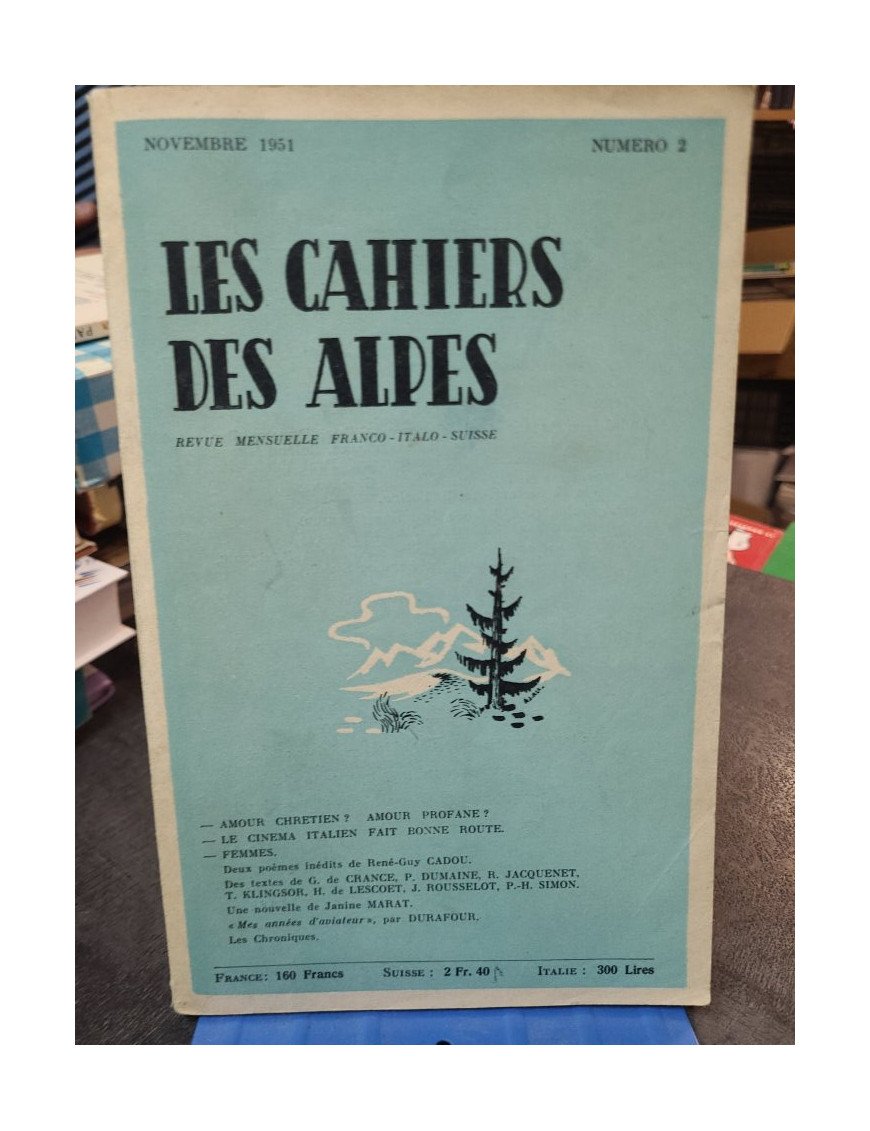 NOVEMBRE 1951
NUMERO 2
LES CAHIERS
DES ALPES
REVUE MENSUELLE FRANCO - ITALO - SUISSE
— AMOUR CHRETIEN ? AMOUR PROFANE ?
— LE CINEMA ITALIEN FAIT BONNE ROUTE.
— FEMMES.
Deux poèmes inédits de René-Guy CADOU.
Des textes de G. de CRANCE, P. DUMAINE, R. JACQUENET,
T. KLINGSOR, H. de LESCOET, J. ROUSSELOT, P.-H. SIMON.
Une nouvelle de Janine MARAT.
« Mes années d'aviateur », par DURAFOUR.
Les Chroniques.
FRANCE : 160 Francs SUISSE : 2 Fr. 40 ITALIE : 300 Lires